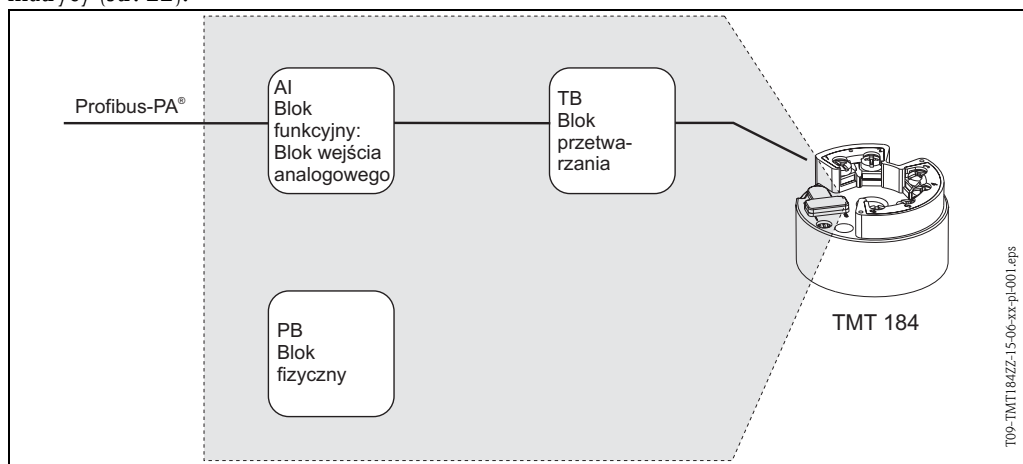 Profibus-PA®
AI
Blok
funkcyjny:
Blok wejścia
analogowego
TB
Blok
przetwa-
rzania
PB
Blok
fizyczny
TMT 184
T09-TMT184ZZ-15-06-xx-pl-001.eps